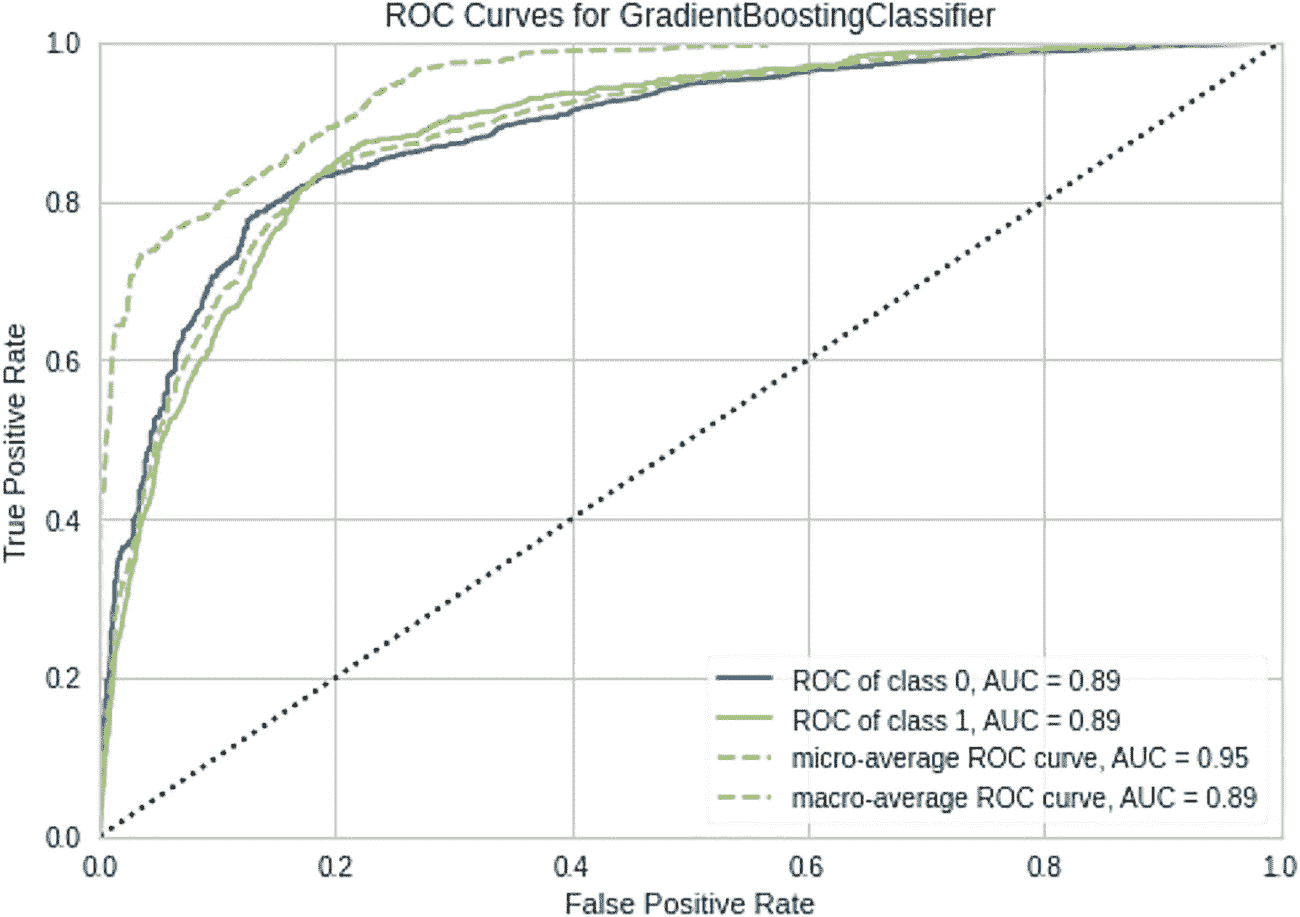 ROC Curves for GradientBoostingClassifier
1.0
0.8
0.6
0.4
0.2
0.0
True Positive Rate
ROC of class 0, AUC = 0.89
ROC of class 1, AUC = 0.89
micro-average ROC curve, AUC = 0.95
macro-average ROC curve, AUC = 0.89
0.0 0.2 0.4 0.6 0.8 1.0
False Positive Rate